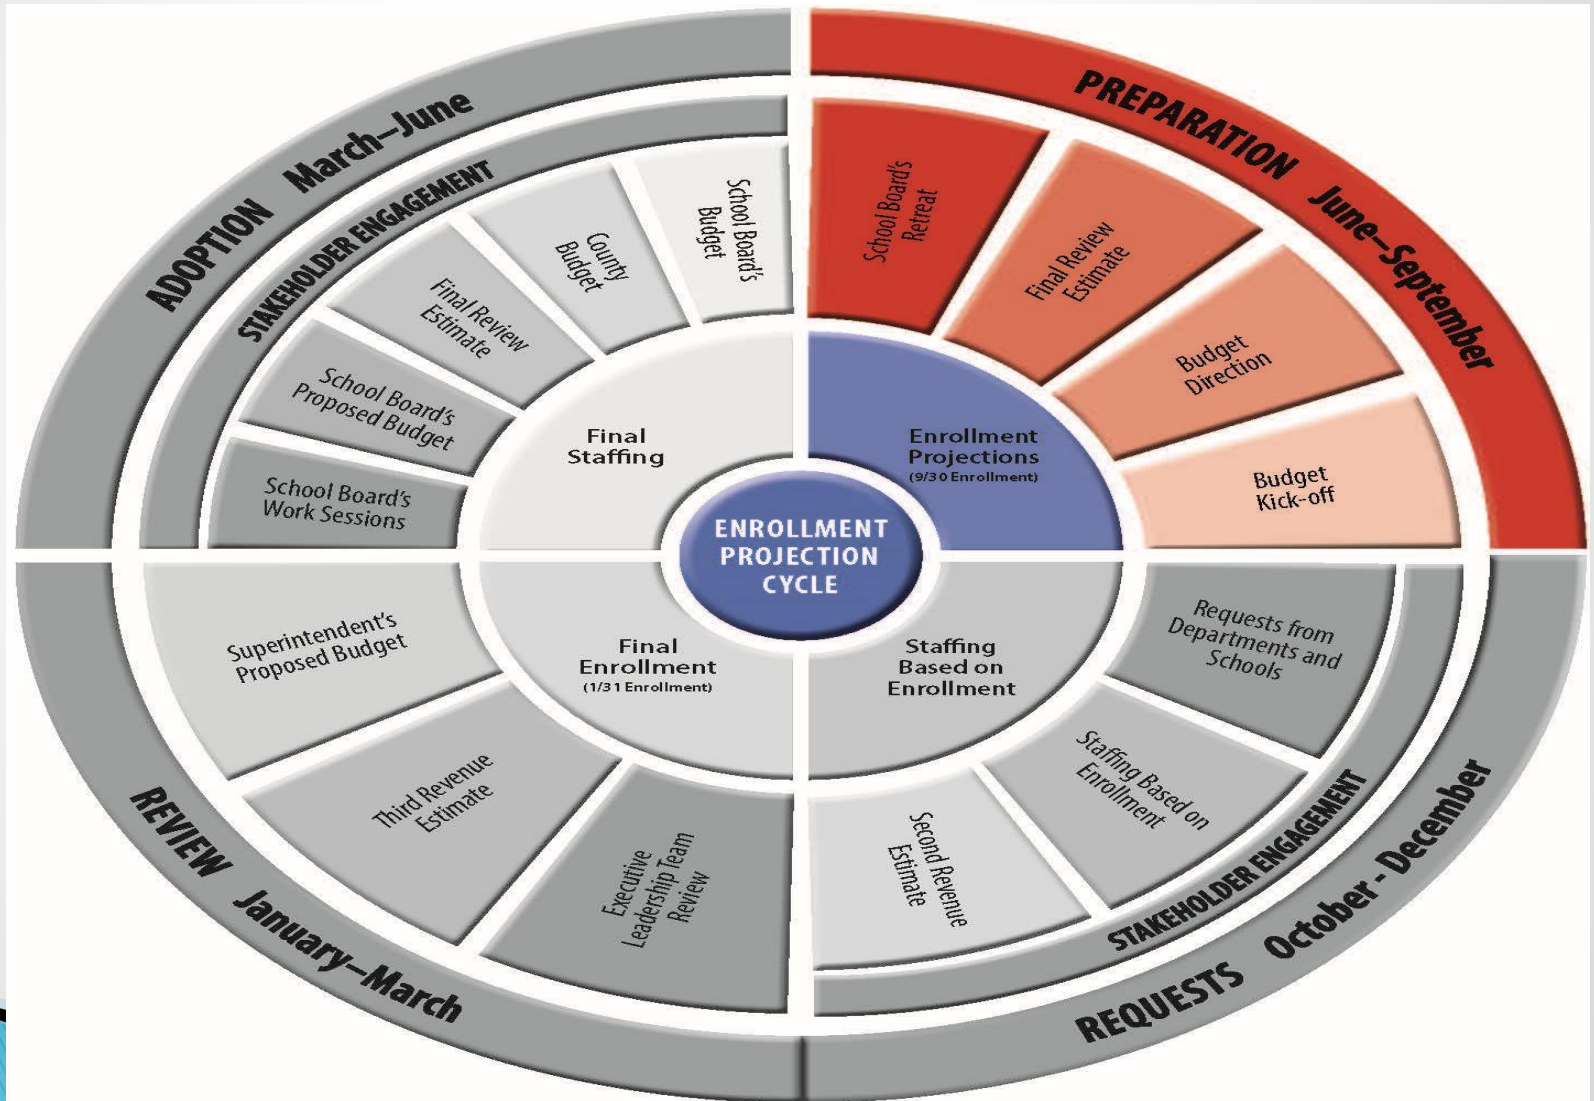 PREPARATION June–September
School Board's
Retreat
Final Review
Estimate
Budget
Direction
Budget
Kick-off
Enrollment
Projections
(9/30 Enrollment)
REQUESTS October - December
STAKEHOLDER ENGAGEMENT
Requests from
Departments and
Schools
Staffing Based on
Enrollment
Second Revenue
Estimate
Staffing
Based on
Enrollment
REVIEW January–March
Executive
Leadership Team
Review
Third Revenue
Estimate
Superintendent's
Proposed Budget
Final
Enrollment
(1/31 Enrollment)
ADOPTION March–June
STAKEHOLDER ENGAGEMENT
School Board's
Work Sessions
School Board's
Proposed Budget
Final Review
Estimate
County
Budget
School Board's
Budget
Final
Staffing
ENROLLMENT
PROJECTION
CYCLE